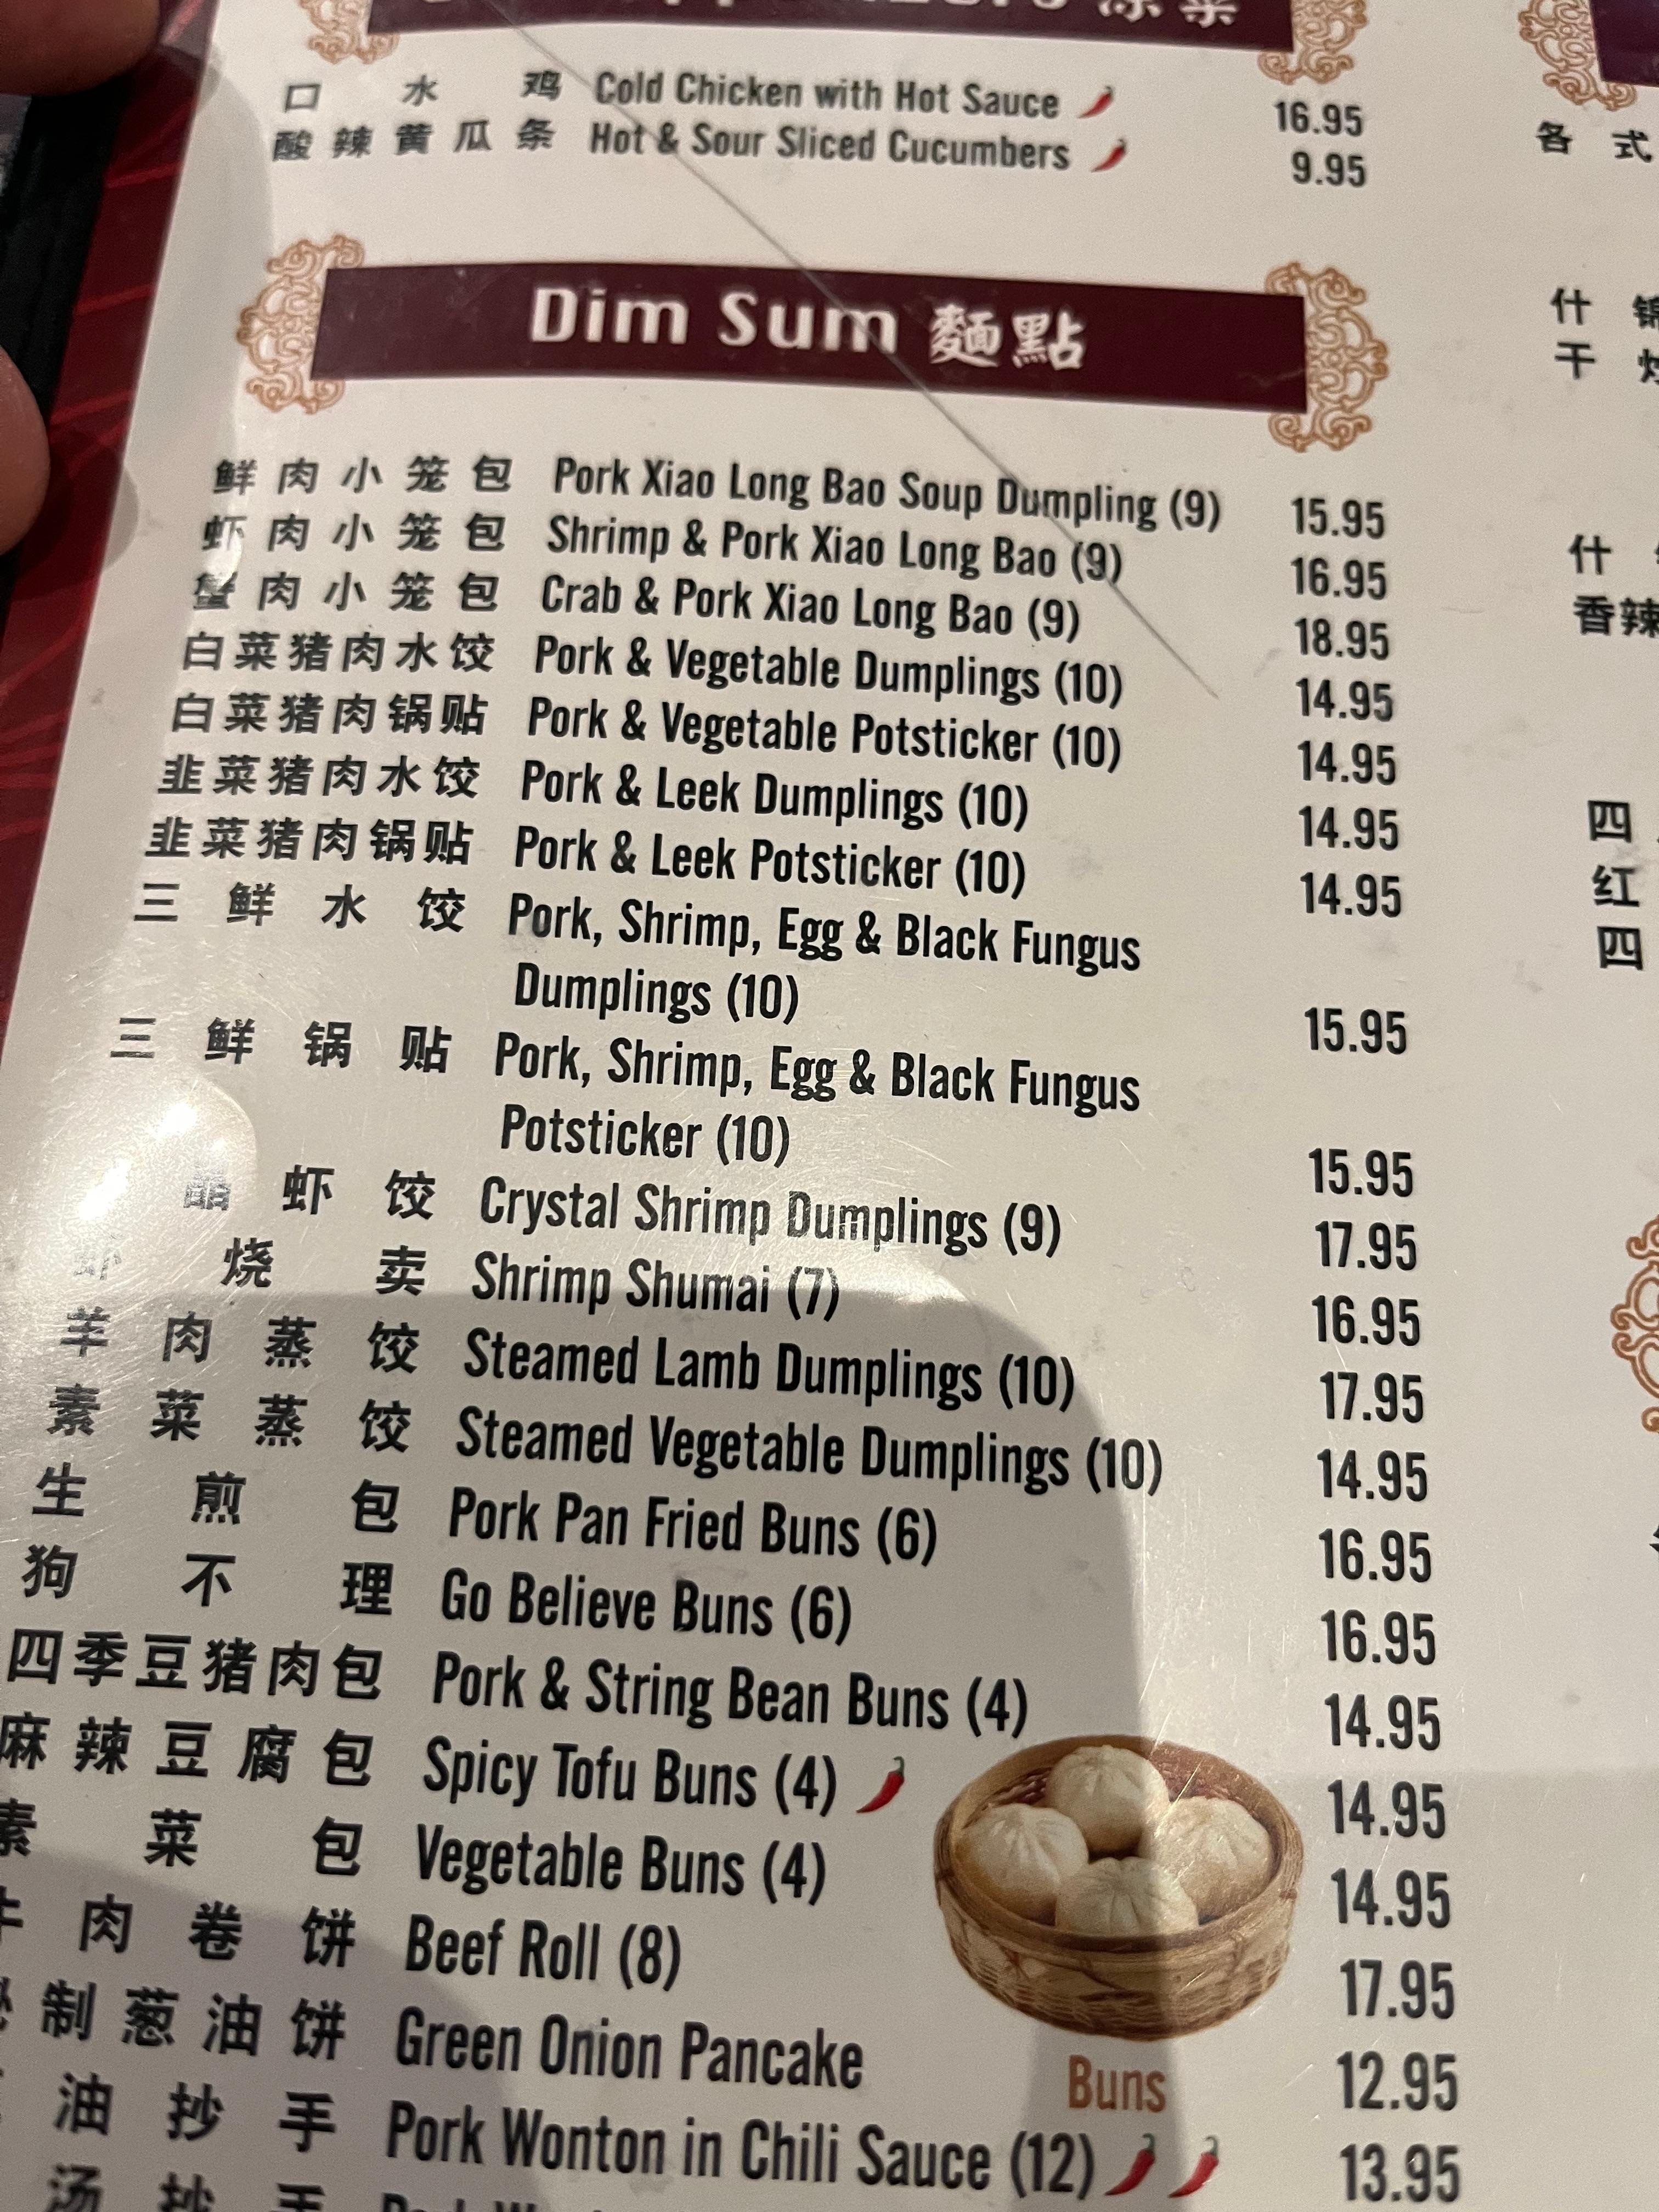 凉 菜
口 水 鸡 Cold Chicken with Hot Sauce 16.95
酸 辣 黄 瓜 条 Hot & Sour Sliced Cucumbers 9.95
Dim Sum 麵點
鲜 肉 小 笼 包 Pork Xiao Long Bao Soup Dumpling (9) 15.95
虾 肉 小 笼 包 Shrimp & Pork Xiao Long Bao (9) 16.95
蟹 肉 小 笼 包 Crab & Pork Xiao Long Bao (9) 18.95
白菜猪肉水饺 Pork & Vegetable Dumplings (10) 14.95
白菜猪肉锅贴 Pork & Vegetable Potsticker (10) 14.95
韭菜猪肉水饺 Pork & Leek Dumplings (10) 14.95
韭菜猪肉锅贴 Pork & Leek Potsticker (10) 14.95
三 鲜 水 饺 Pork, Shrimp, Egg & Black Fungus
Dumplings (10) 15.95
三 鲜 锅 贴 Pork, Shrimp, Egg & Black Fungus
Potsticker (10) 15.95
晶 虾 饺 Crystal Shrimp Dumplings (9) 17.95
虾 烧 卖 Shrimp Shumai (7) 16.95
羊 肉 蒸 饺 Steamed Lamb Dumplings (10) 17.95
素 菜 蒸 饺 Steamed Vegetable Dumplings (10) 14.95
生 煎 包 Pork Pan Fried Buns (6) 16.95
狗 不 理 Go Believe Buns (6) 16.95
四季豆猪肉包 Pork & String Bean Buns (4) 14.95
麻 辣 豆 腐 包 Spicy Tofu Buns (4) 14.95
素 菜 包 Vegetable Buns (4) 14.95
牛 肉 卷 饼 Beef Roll (8) 17.95
制 葱 油 饼 Green Onion Pancake 12.95
Buns
油 抄 手 Pork Wonton in Chili Sauce (12) 13.95
汤 抄 手
各 式
什 锦
干
什
香辣
四
红
四